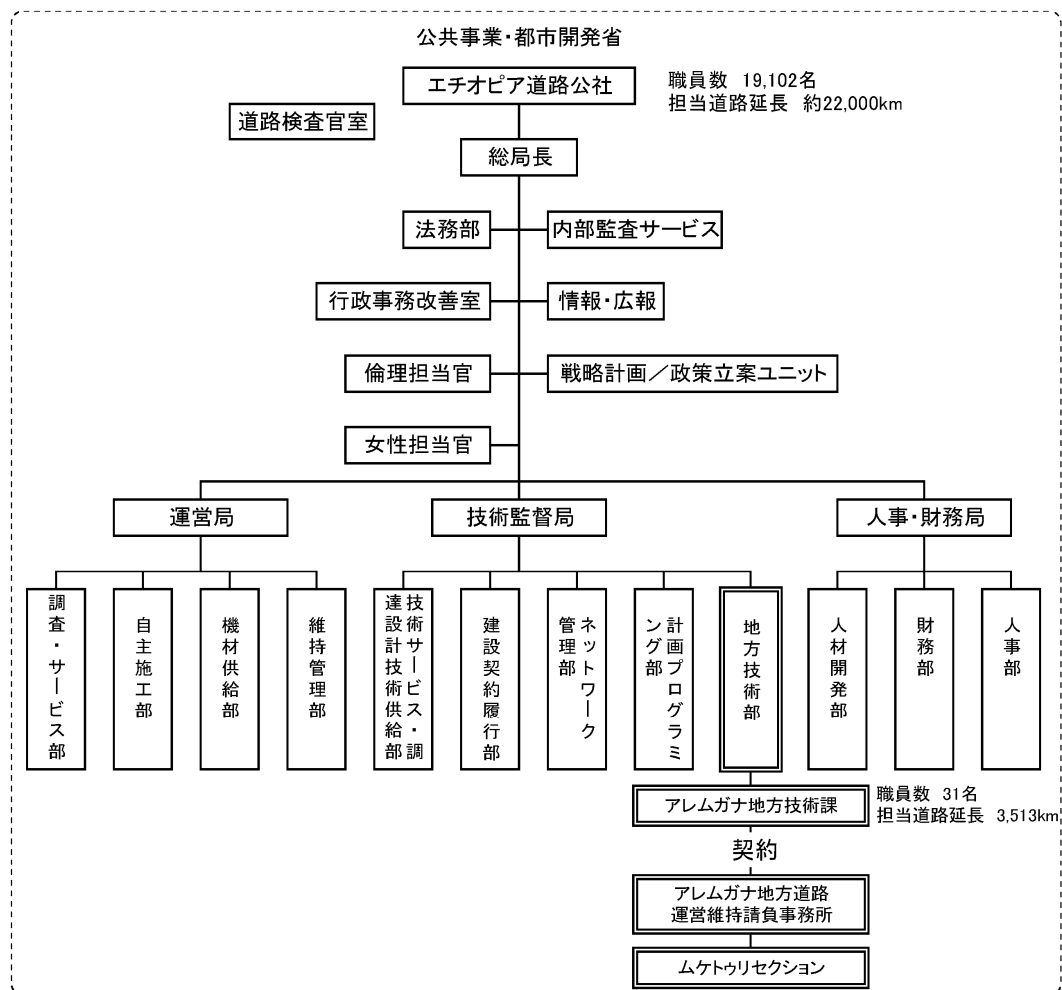 公共事業・都市開発省
エチオピア道路公社
職員数 19,102名
担当道路延長 約22,000km
道路検査官室
総局長
法務部
内部監査サービス
行政事務改善室
情報・広報
倫理担当官
戦略計画／政策立案ユニット
女性担当官
運営局
技術監督局
人事・財務局
調査・サービス部
自主施工部
機材供給部
維持管理部
技術サービス・調
達設計技術供給部
建設契約履行部
ネットワーク
管理部
計画プログラミ
ング部
地方技術部
人材開発部
財務部
人事部
アレムガナ地方技術課
職員数 31名
担当道路延長 3,513km
契約
アレムガナ地方道路
運営維持請負事務所
ムケトゥリセクション